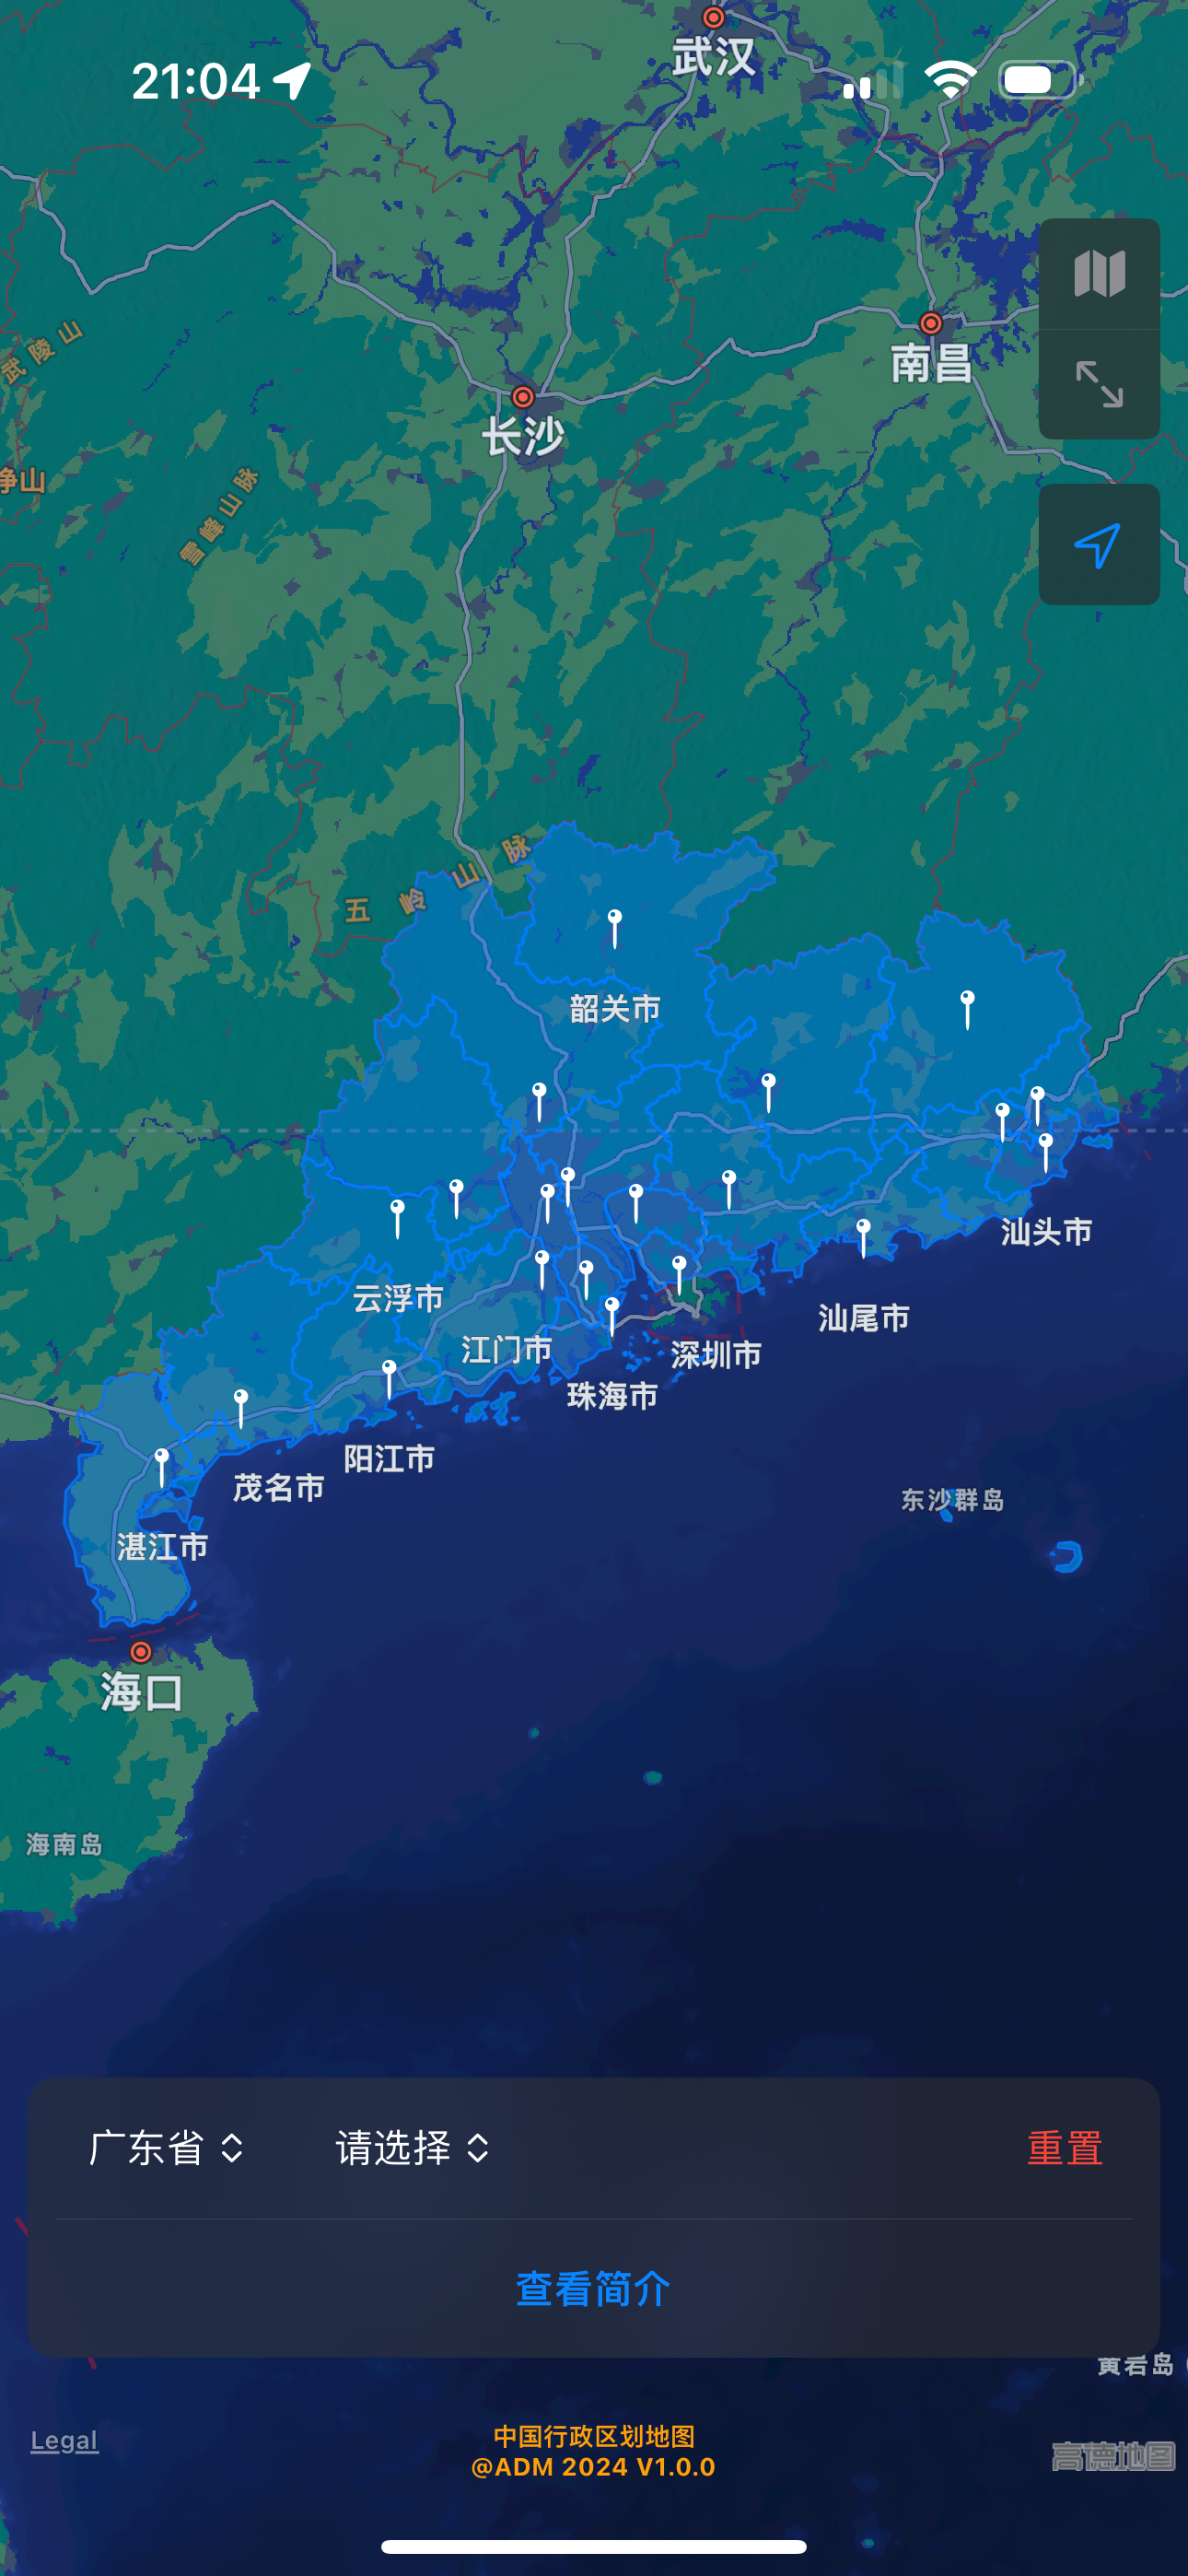 武汉
21:04
南昌
武陵山
长沙
山
雪峰山脉
五岭山脉
韶关市
汕头市
云浮市
汕尾市
江门市
深圳市
珠海市
阳江市
茂名市
东沙群岛
湛江市
海口
海南岛
广东省 请选择 重置
查看简介
黄岩岛
Legal
中国行政区划地图
@ADM 2024 V1.0.0
高德地图